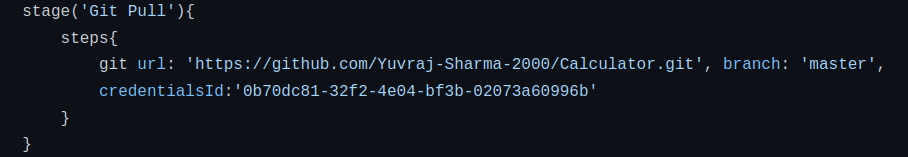 stage('Git Pull'){
steps{
git url: 'https://github.com/Yuvraj-Sharma-2000/Calculator.git', branch: 'master',
credentialsId:'0b70dc81-32f2-4e04-bf3b-02073a60996b'
}
}